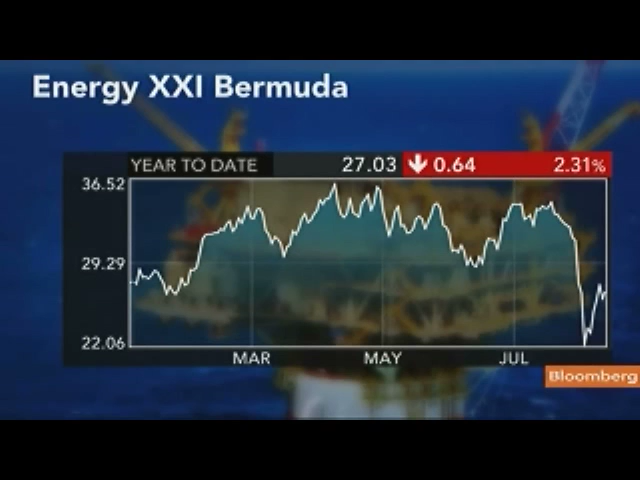 Energy XXI Bermuda
YEAR TO DATE 27.03 0.64 2.31%
36.52
29.29
22.06
MAR MAY JUL
Bloomberg